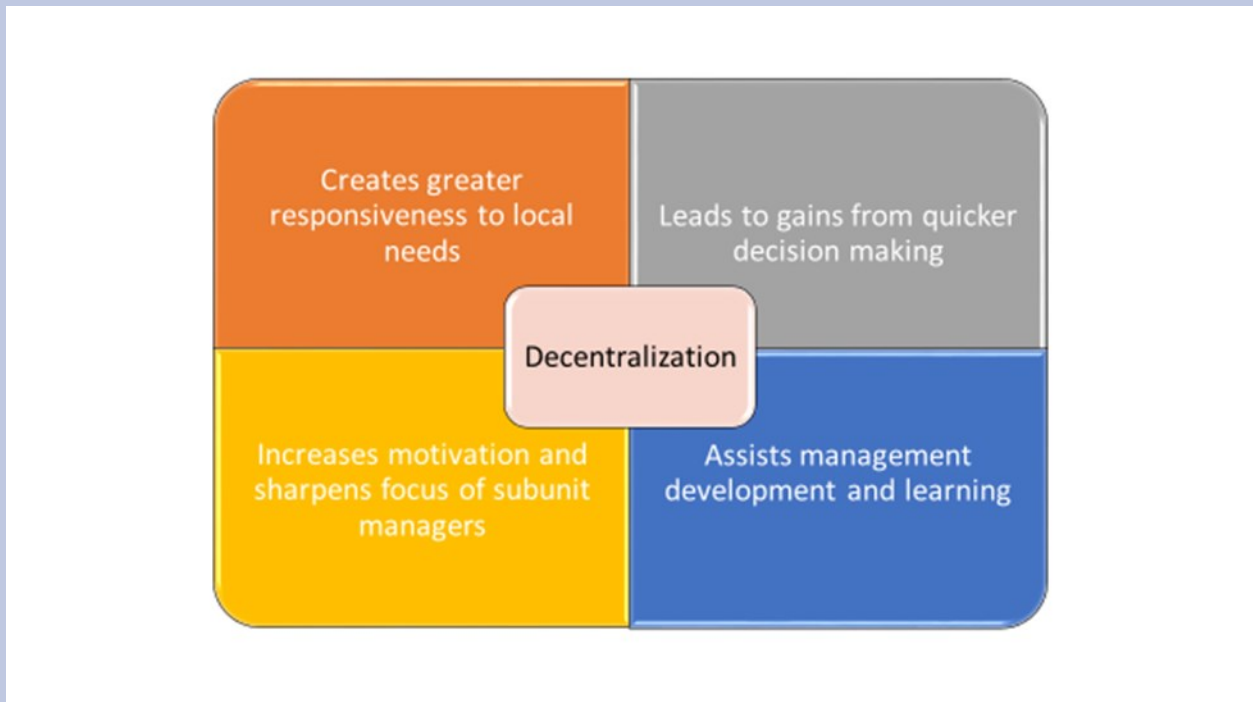 Creates greater
responsiveness to local
needs
Leads to gains from quicker
decision making
Decentralization
Increases motivation and
sharpens focus of subunit
managers
Assists management
development and learning